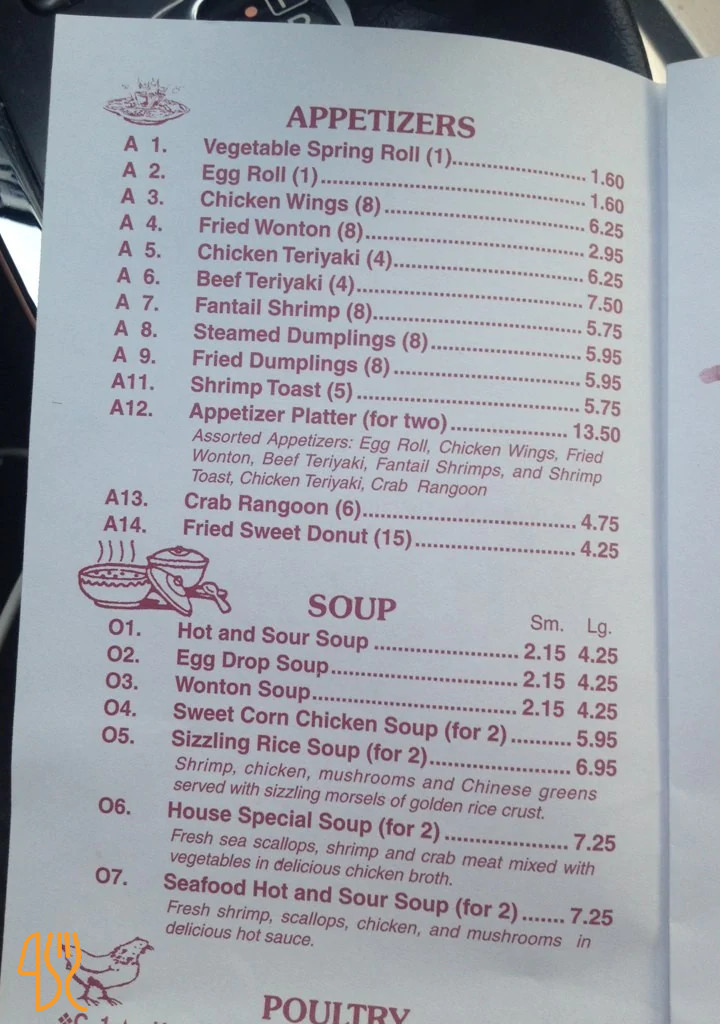 APPETIZERS
A 1. Vegetable Spring Roll (1) 1.60
A 2. Egg Roll (1) 1.60
A 3. Chicken Wings (8) 6.25
A 4. Fried Wonton (8) 2.95
A 5. Chicken Teriyaki (4) 6.25
A 6. Beef Teriyaki (4) 7.50
A 7. Fantail Shrimp (8) 5.75
A 8. Steamed Dumplings (8) 5.95
A 9. Fried Dumplings (8) 5.95
A11. Shrimp Toast (5) 5.75
A12. Appetizer Platter (for two) 13.50
Assorted Appetizers: Egg Roll, Chicken Wings, Fried
Wonton, Beef Teriyaki, Fantail Shrimps, and Shrimp
Toast, Chicken Teriyaki, Crab Rangoon
A13. Crab Rangoon (6) 4.75
A14. Fried Sweet Donut (15) 4.25
SOUP Sm. Lg.
O1. Hot and Sour Soup 2.15 4.25
O2. Egg Drop Soup 2.15 4.25
O3. Wonton Soup 2.15 4.25
O4. Sweet Corn Chicken Soup (for 2) 5.95
O5. Sizzling Rice Soup (for 2) 6.95
Shrimp, chicken, mushrooms and Chinese greens
served with sizzling morsels of golden rice crust.
O6. House Special Soup (for 2) 7.25
Fresh sea scallops, shrimp and crab meat mixed with
vegetables in delicious chicken broth.
O7. Seafood Hot and Sour Soup (for 2) 7.25
Fresh shrimp, scallops, chicken, and mushrooms in
delicious hot sauce.
POULTRY